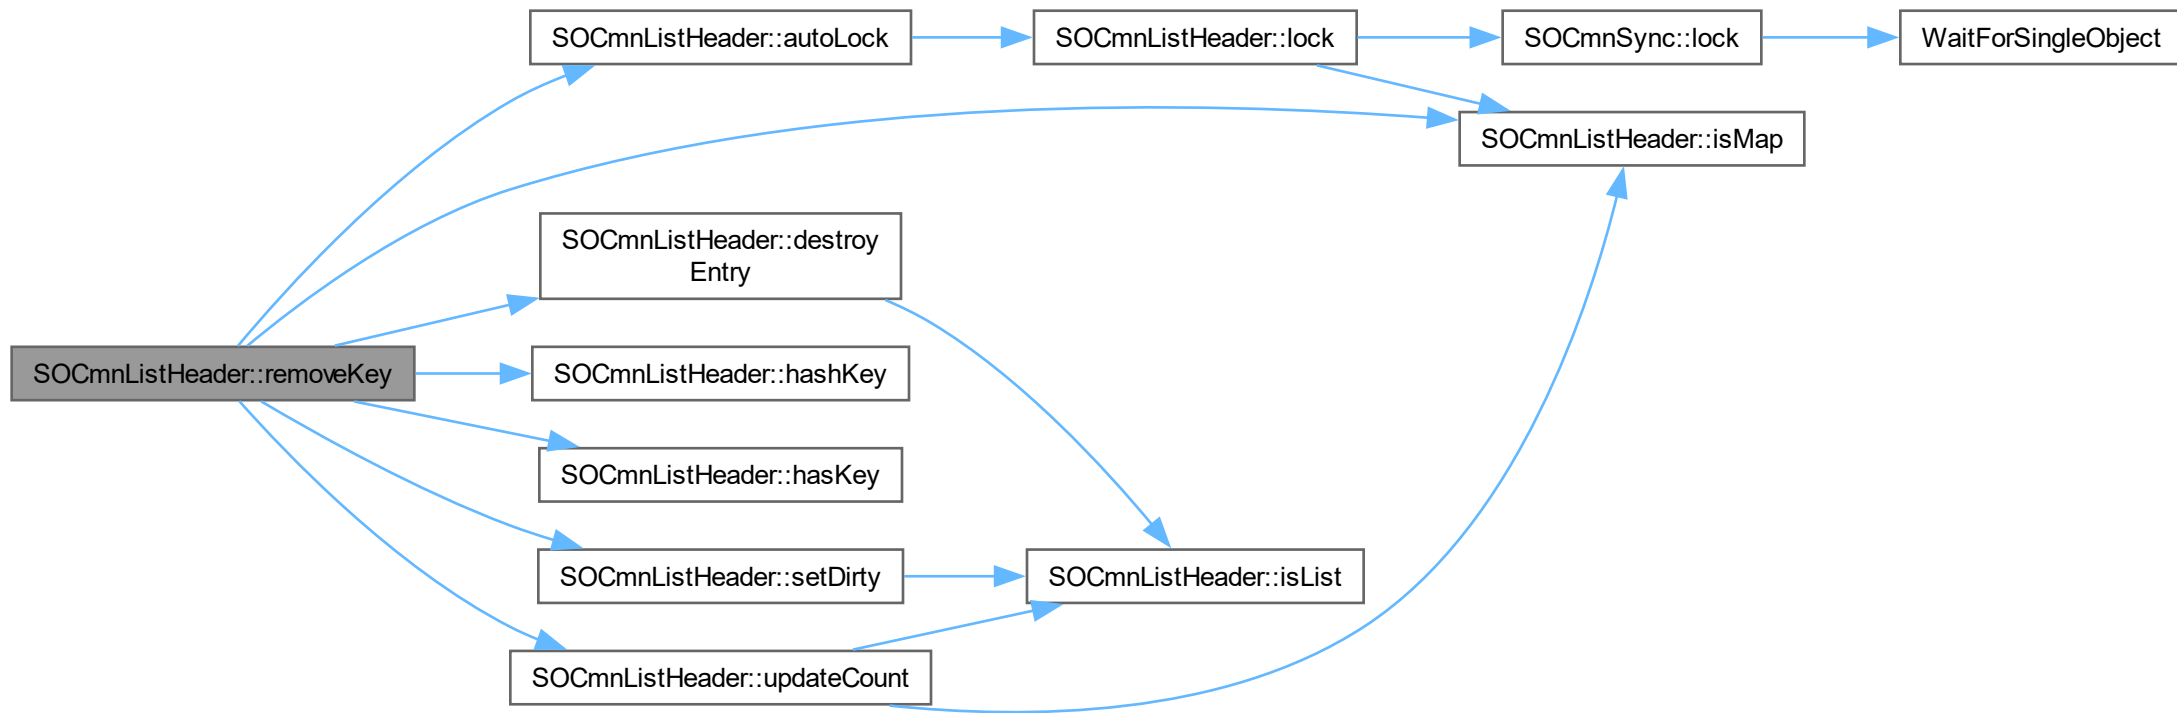 SOCmnListHeader::autoLock
SOCmnListHeader::lock
SOCmnSync::lock
WaitForSingleObject
SOCmnListHeader::isMap
SOCmnListHeader::destroy
Entry
SOCmnListHeader::removeKey
SOCmnListHeader::hashKey
SOCmnListHeader::hasKey
SOCmnListHeader::setDirty
SOCmnListHeader::isList
SOCmnListHeader::updateCount